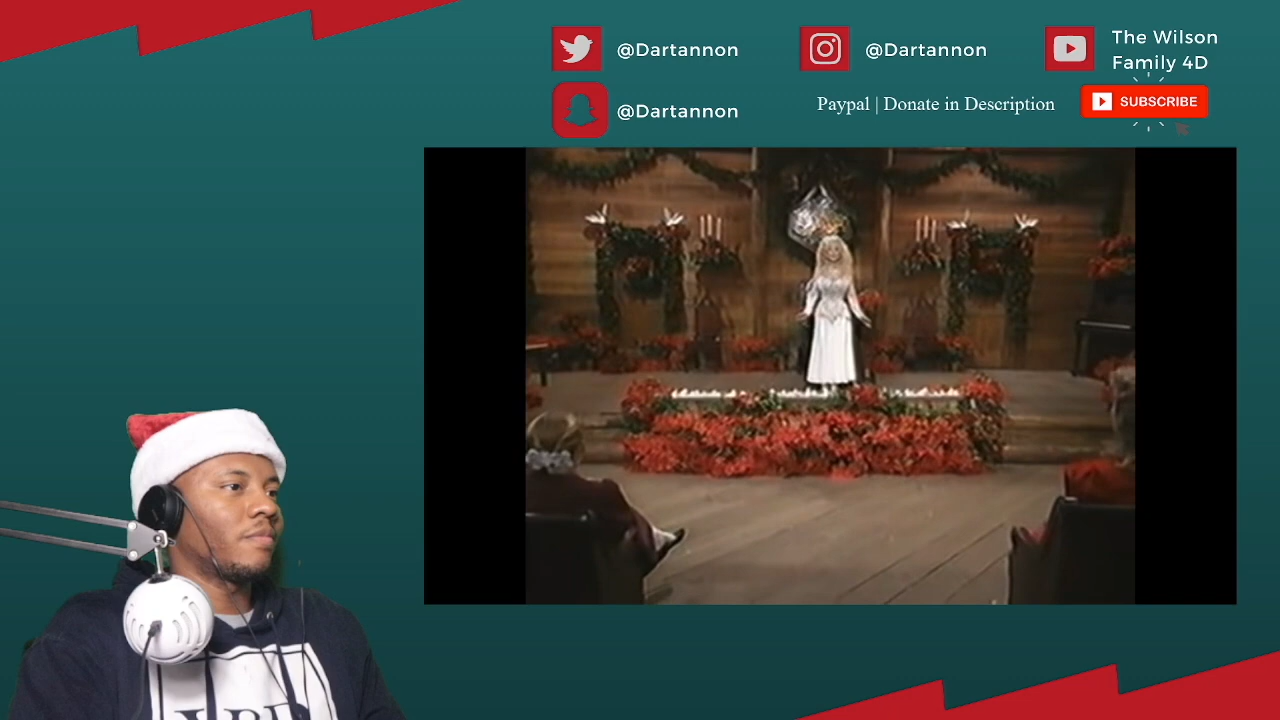 @Dartannon
@Dartannon
The Wilson
Family 4D
@Dartannon
Paypal | Donate in Description
SUBSCRIBE